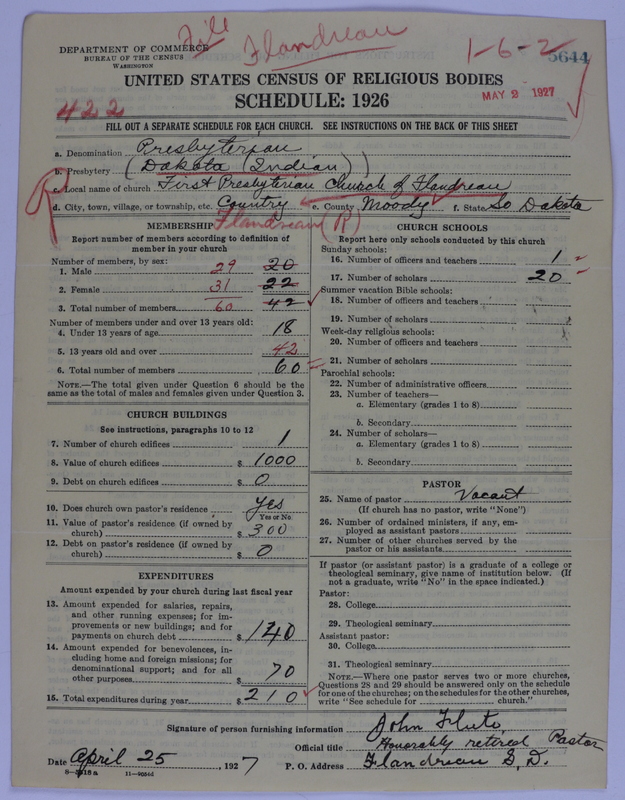 File Flandreau 1-6-2
DEPARTMENT OF COMMERCE
BUREAU OF THE CENSUS
WASHINGTON
5644
UNITED STATES CENSUS OF RELIGIOUS BODIES
MAY 2 1927
422
SCHEDULE: 1926
FILL OUT A SEPARATE SCHEDULE FOR EACH CHURCH. SEE INSTRUCTIONS ON THE BACK OF THIS SHEET
a. Denomination Presbyterian
b. Presbytery (Dakota (Indian))
c. Local name of church First Presbyterian Church of Flandreau
d. City, town, village, or township, etc. Country e. County Moody f. State So Dakota
R
Flandreau (R)
MEMBERSHIP
Report number of members according to definition of member in your church
Number of members, by sex:
1. Male 29 20
2. Female 31 22
3. Total number of members 60 42
Number of members under and over 13 years old:
4. Under 13 years of age 18
5. 13 years old and over 42
6. Total number of members 60
NOTE.—The total given under Question 6 should be the
same as the total of males and females given under Question 3.
CHURCH BUILDINGS
See instructions, paragraphs 10 to 12
7. Number of church edifices 1
8. Value of church edifices $ 1000
9. Debt on church edifices $ 0
10. Does church own pastor's residence yes
Yes or No
11. Value of pastor's residence (if owned by
church) $ 300
12. Debt on pastor's residence (if owned by
church) $ 0
EXPENDITURES
Amount expended by your church during last fiscal year
13. Amount expended for salaries, repairs,
and other running expenses; for im-
provements or new buildings; and for
payments on church debt $ 140
14. Amount expended for benevolences, in-
cluding home and foreign missions; for
denominational support; and for all
other purposes $ 70
15. Total expenditures during year $ 210
CHURCH SCHOOLS
Report here only schools conducted by this church
Sunday schools:
16. Number of officers and teachers 1
17. Number of scholars 20
Summer vacation Bible schools:
18. Number of officers and teachers
19. Number of scholars
Week-day religious schools:
20. Number of officers and teachers
21. Number of scholars
Parochial schools:
22. Number of administrative officers
23. Number of teachers—
a. Elementary (grades 1 to 8)
b. Secondary
24. Number of scholars—
a. Elementary (grades 1 to 8)
b. Secondary
PASTOR
25. Name of pastor Vacant
(If church has no pastor, write "None")
26. Number of ordained ministers, if any, em-
ployed as assistant pastors
27. Number of other churches served by the
pastor or his assistants
If pastor (or assistant pastor) is a graduate of a college or
theological seminary, give name of institution below. (If
not a graduate, write "No" in the space indicated.)
Pastor:
28. College
29. Theological seminary
Assistant pastor:
30. College
31. Theological seminary
NOTE.—Where one pastor serves two or more churches,
Questions 28 and 29 should be answered only on the schedule
for one of the churches; on the schedules for the other churches,
write "See schedule for church."
Signature of person furnishing information John Flute
Official title Honorably retired Pastor
Date April 25, 1927 P. O. Address Flandreau S, D.